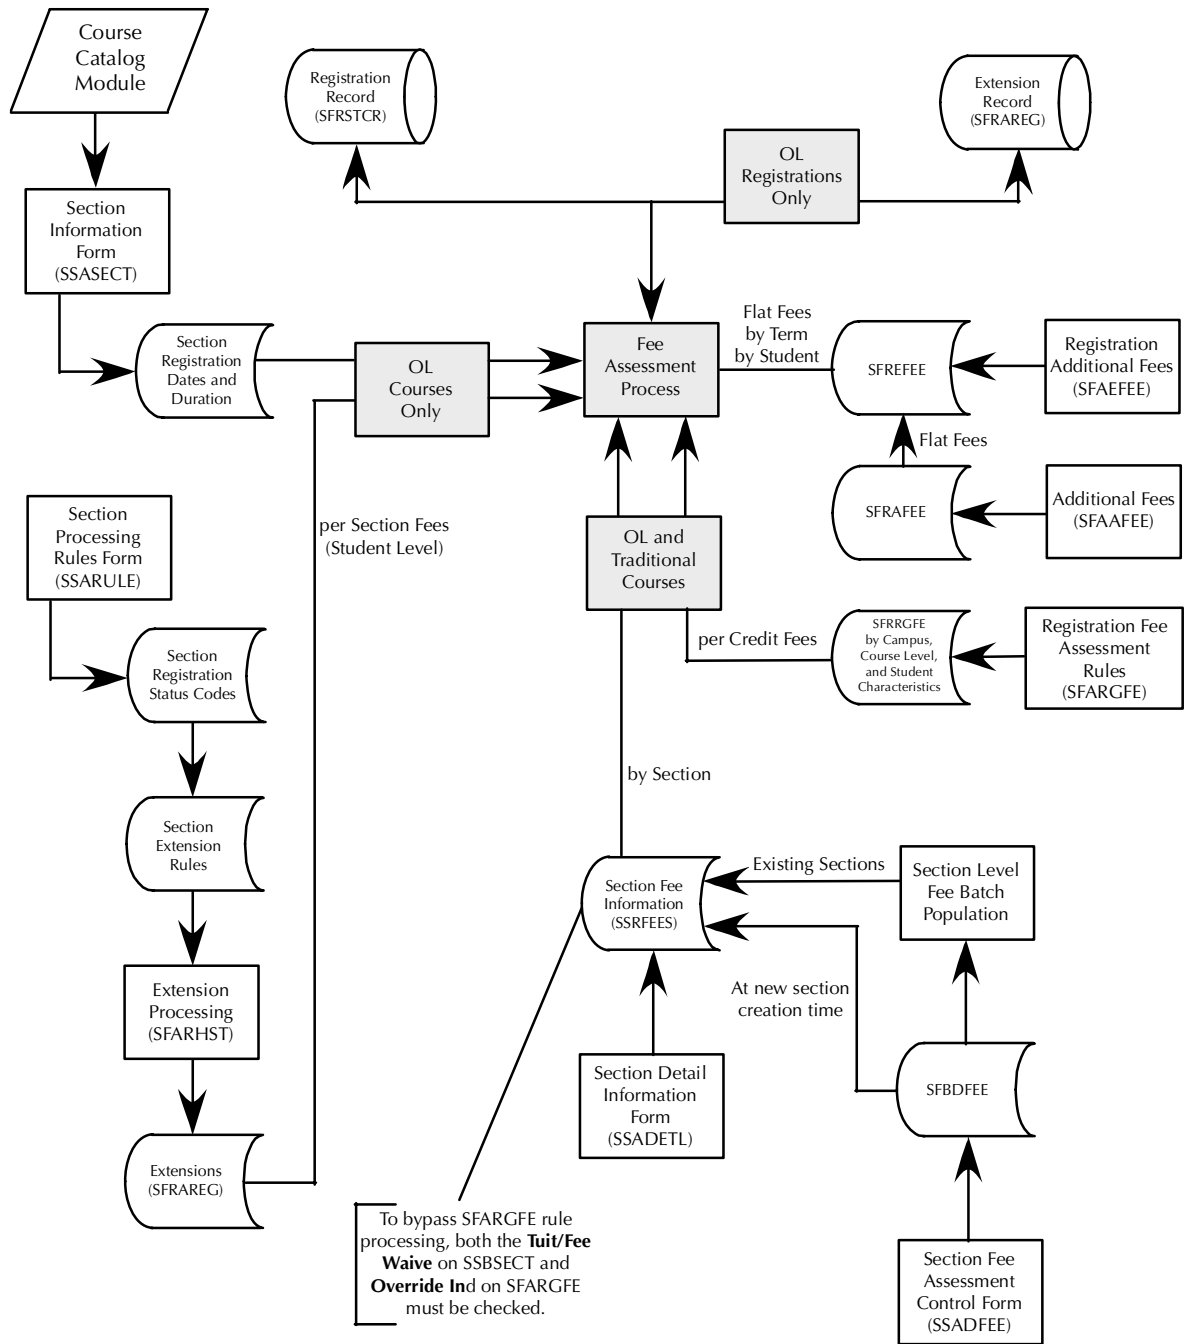 Course
Catalog
Module
Registration
Record
(SFRSTCR)
Extension
Record
(SFRAREG)
OL
Registrations
Only
Section
Information
Form
(SSASECT)
Section
Registration
Dates and
Duration
OL
Courses
Only
Fee
Assessment
Process
Flat Fees
by Term
by Student
SFREFEE
Registration
Additional Fees
(SFAEFEE)
Flat Fees
SFRAFEE
Additional Fees
(SFAAFEE)
Section
Processing
Rules Form
(SSARULE)
per Section Fees
(Student Level)
OL and
Traditional
Courses
per Credit Fees
SFRRGFE
by Campus,
Course Level,
and Student
Characteristics
Registration Fee
Assessment
Rules
(SFARGFE)
Section
Registration
Status Codes
by Section
Section
Extension
Rules
Section Fee
Information
(SSRFEES)
Existing Sections
Section Level
Fee Batch
Population
At new section
creation time
Extension
Processing
(SFARHST)
Section Detail
Information
Form
(SSADETL)
SFBDFEE
Extensions
(SFRAREG)
To bypass SFARGFE rule
processing, both the Tuit/Fee
Waive on SSBSECT and
Override Ind on SFARGFE
must be checked.
Section Fee
Assessment
Control Form
(SSADFEE)